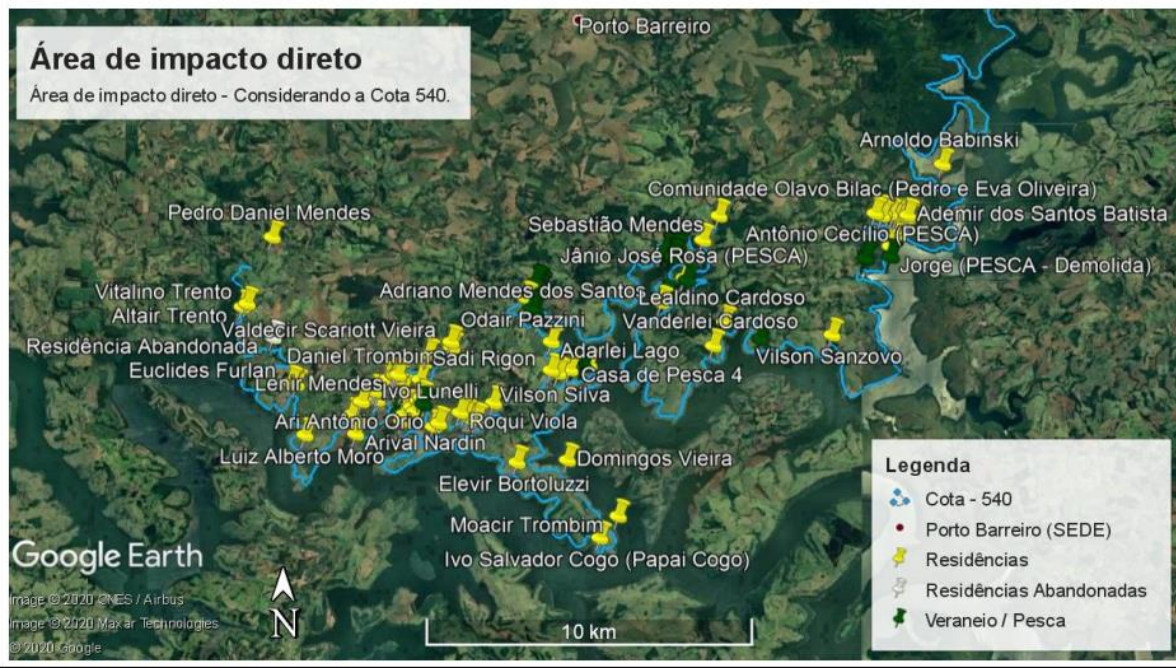 Porto Barreiro
Área de impacto direto
Área de impacto direto - Considerando a Cota 540.
Arnoldo Babinski
Comunidade Olavo Bilac (Pedro e Eva Oliveira)
Pedro Daniel Mendes
Sebastião Mendes
Ademir dos Santos Batista
Antônio Cecílio (PESCA)
Jânio José Rosa (PESCA)
Jorge (PESCA - Demolida)
Vitalino Trento
Adriano Mendes dos Santos
Lealdino Cardoso
Altair Trento
Odair Pazzini
Vanderlei Cardoso
Valdecir Scariott Vieira
Residência Abandonada
Daniel Trombin
Sadi Rigon
Adarlei Lago
Vilson Sanzovo
Euclides Furlan
Casa de Pesca 4
Lenir Mendes
Ivo Lunelli
Vilson Silva
Ari Antônio Orio
Roqui Viola
Arival Nardin
Luiz Alberto Moro
Domingos Vieira
Elevir Bortoluzzi
Moacir Trombim
Ivo Salvador Cogo (Papai Cogo)
Legenda
Cota - 540
Porto Barreiro (SEDE)
Residências
Residências Abandonadas
Veraneio / Pesca
Google Earth
Image © 2020 CNES / Airbus
Image © 2020 Maxar Technologies
© 2020 Google
N
10 km